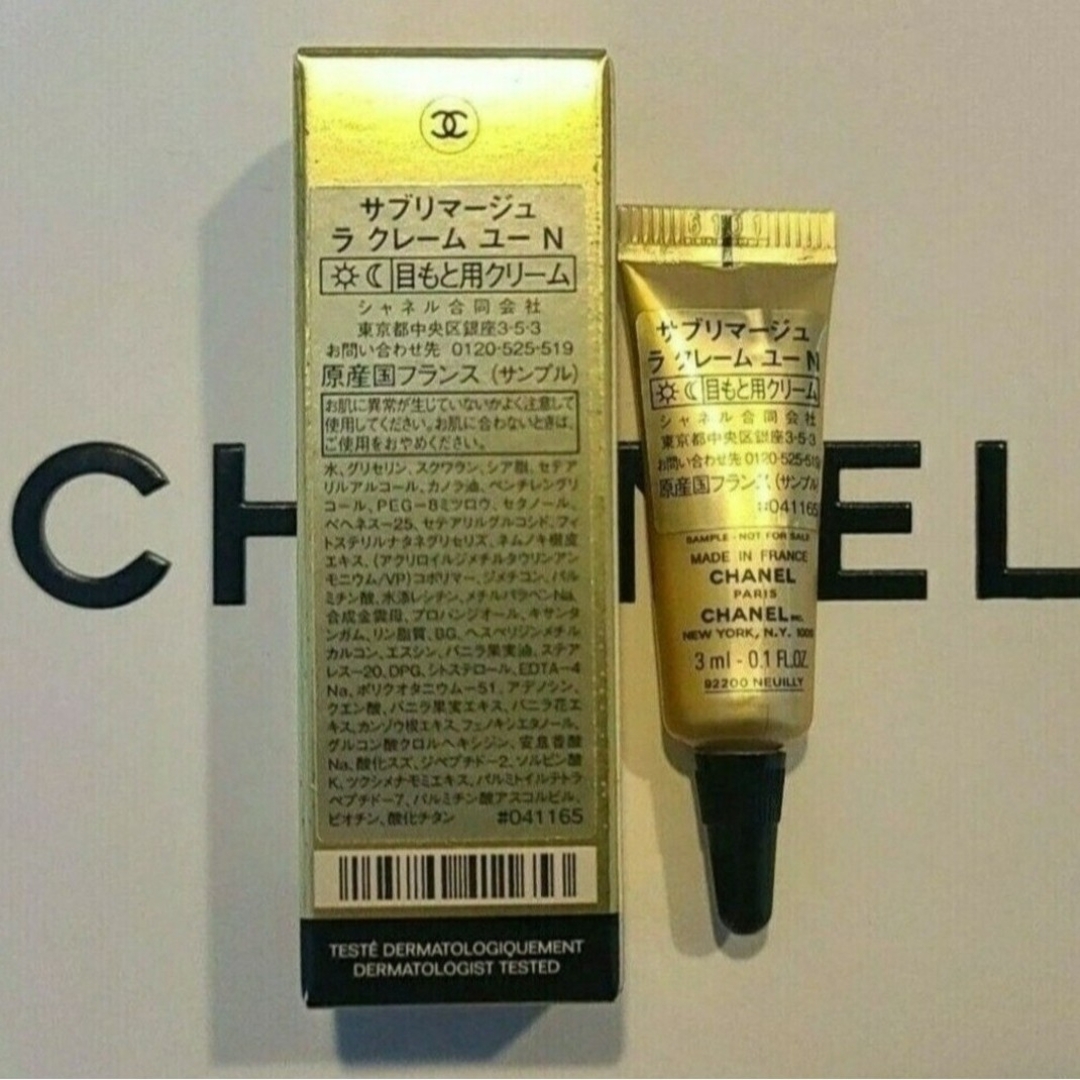 サブリマージュ
ラ クレーム ユー N
目もと用クリーム
シャネル合同会社
東京都中央区銀座3-5-3
お問い合わせ先 0120-525-519
原産国フランス (サンプル)
お肌に異常が生じていないかよく注意して
使用してください。お肌に合わないときは、
ご使用をおやめください。
水、グリセリン、スクワラン、シア脂、セテア
リルアルコール、カノラ油、ペンチレングリ
コール、PEG-8ミツロウ、セタノール、
ベヘネス-25、セテアリルグルコシド、フィ
トステリルナタネグリセリズ、ネムノキ樹皮
エキス、(アクリロイルジメチルタウリンアン
モニウム/VP)コポリマー、ジメチコン、パル
ミチン酸、水添レシチン、メチルパラベンNa、
合成金雲母、プロパンジオール、キサンタ
ンガム、リン脂質、BG、ヘスペリジンメチル
カルコン、エスシン、バニラ果実油、ステア
レス-20、DPG、シトステロール、EDTA-4
Na、ポリクオタニウム-51、アデノシン、
クエン酸、バニラ果実エキス、バニラ花エ
キス、カンゾウ根エキス、フェノキシエタノール、
グルコン酸クロルヘキシジン、安息香酸
Na、酸化スズ、ジペプチド-2、ソルビン酸
K、ツクシメナモミエキス、パルミトイルテトラ
ペプチド-7、パルミチン酸アスコルビル、
ビオチン、酸化チタン #041165
TESTÉ DERMATOLOGIQUEMENT
DERMATOLOGIST TESTED
サブリマージュ
ラ クレーム ユー N
目もと用クリーム
シャネル合同会社
東京都中央区銀座3-5-3
お問い合わせ先 0120-525-519
原産国フランス (サンプル)
#041165
SAMPLE - NOT FOR SALE
MADE IN FRANCE
CHANEL
PARIS
CHANEL INC.
NEW YORK, N.Y.
3 ml - 0.1 FL.OZ.
92200 NEUILLY
CHANEL